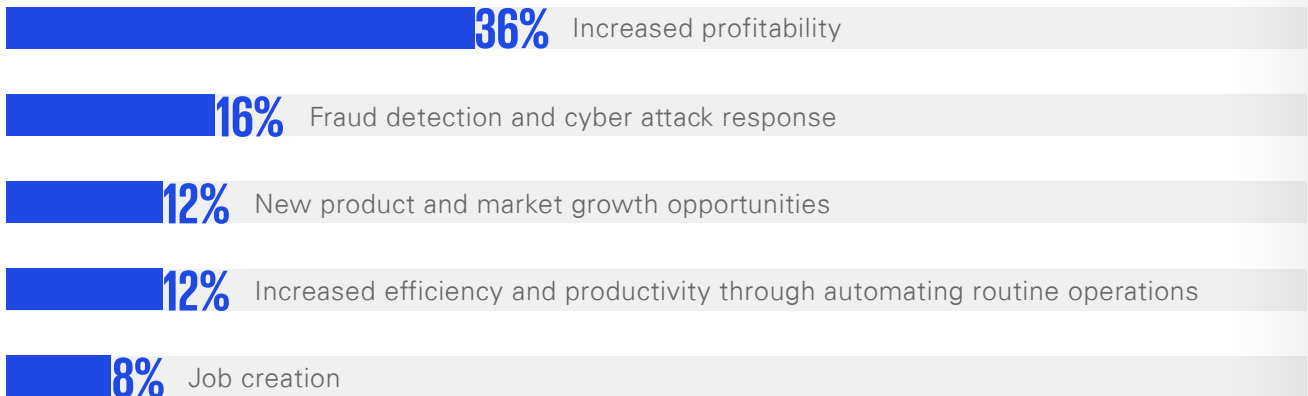 36% Increased profitability
16% Fraud detection and cyber attack response
12% New product and market growth opportunities
12% Increased efficiency and productivity through automating routine operations
8% Job creation